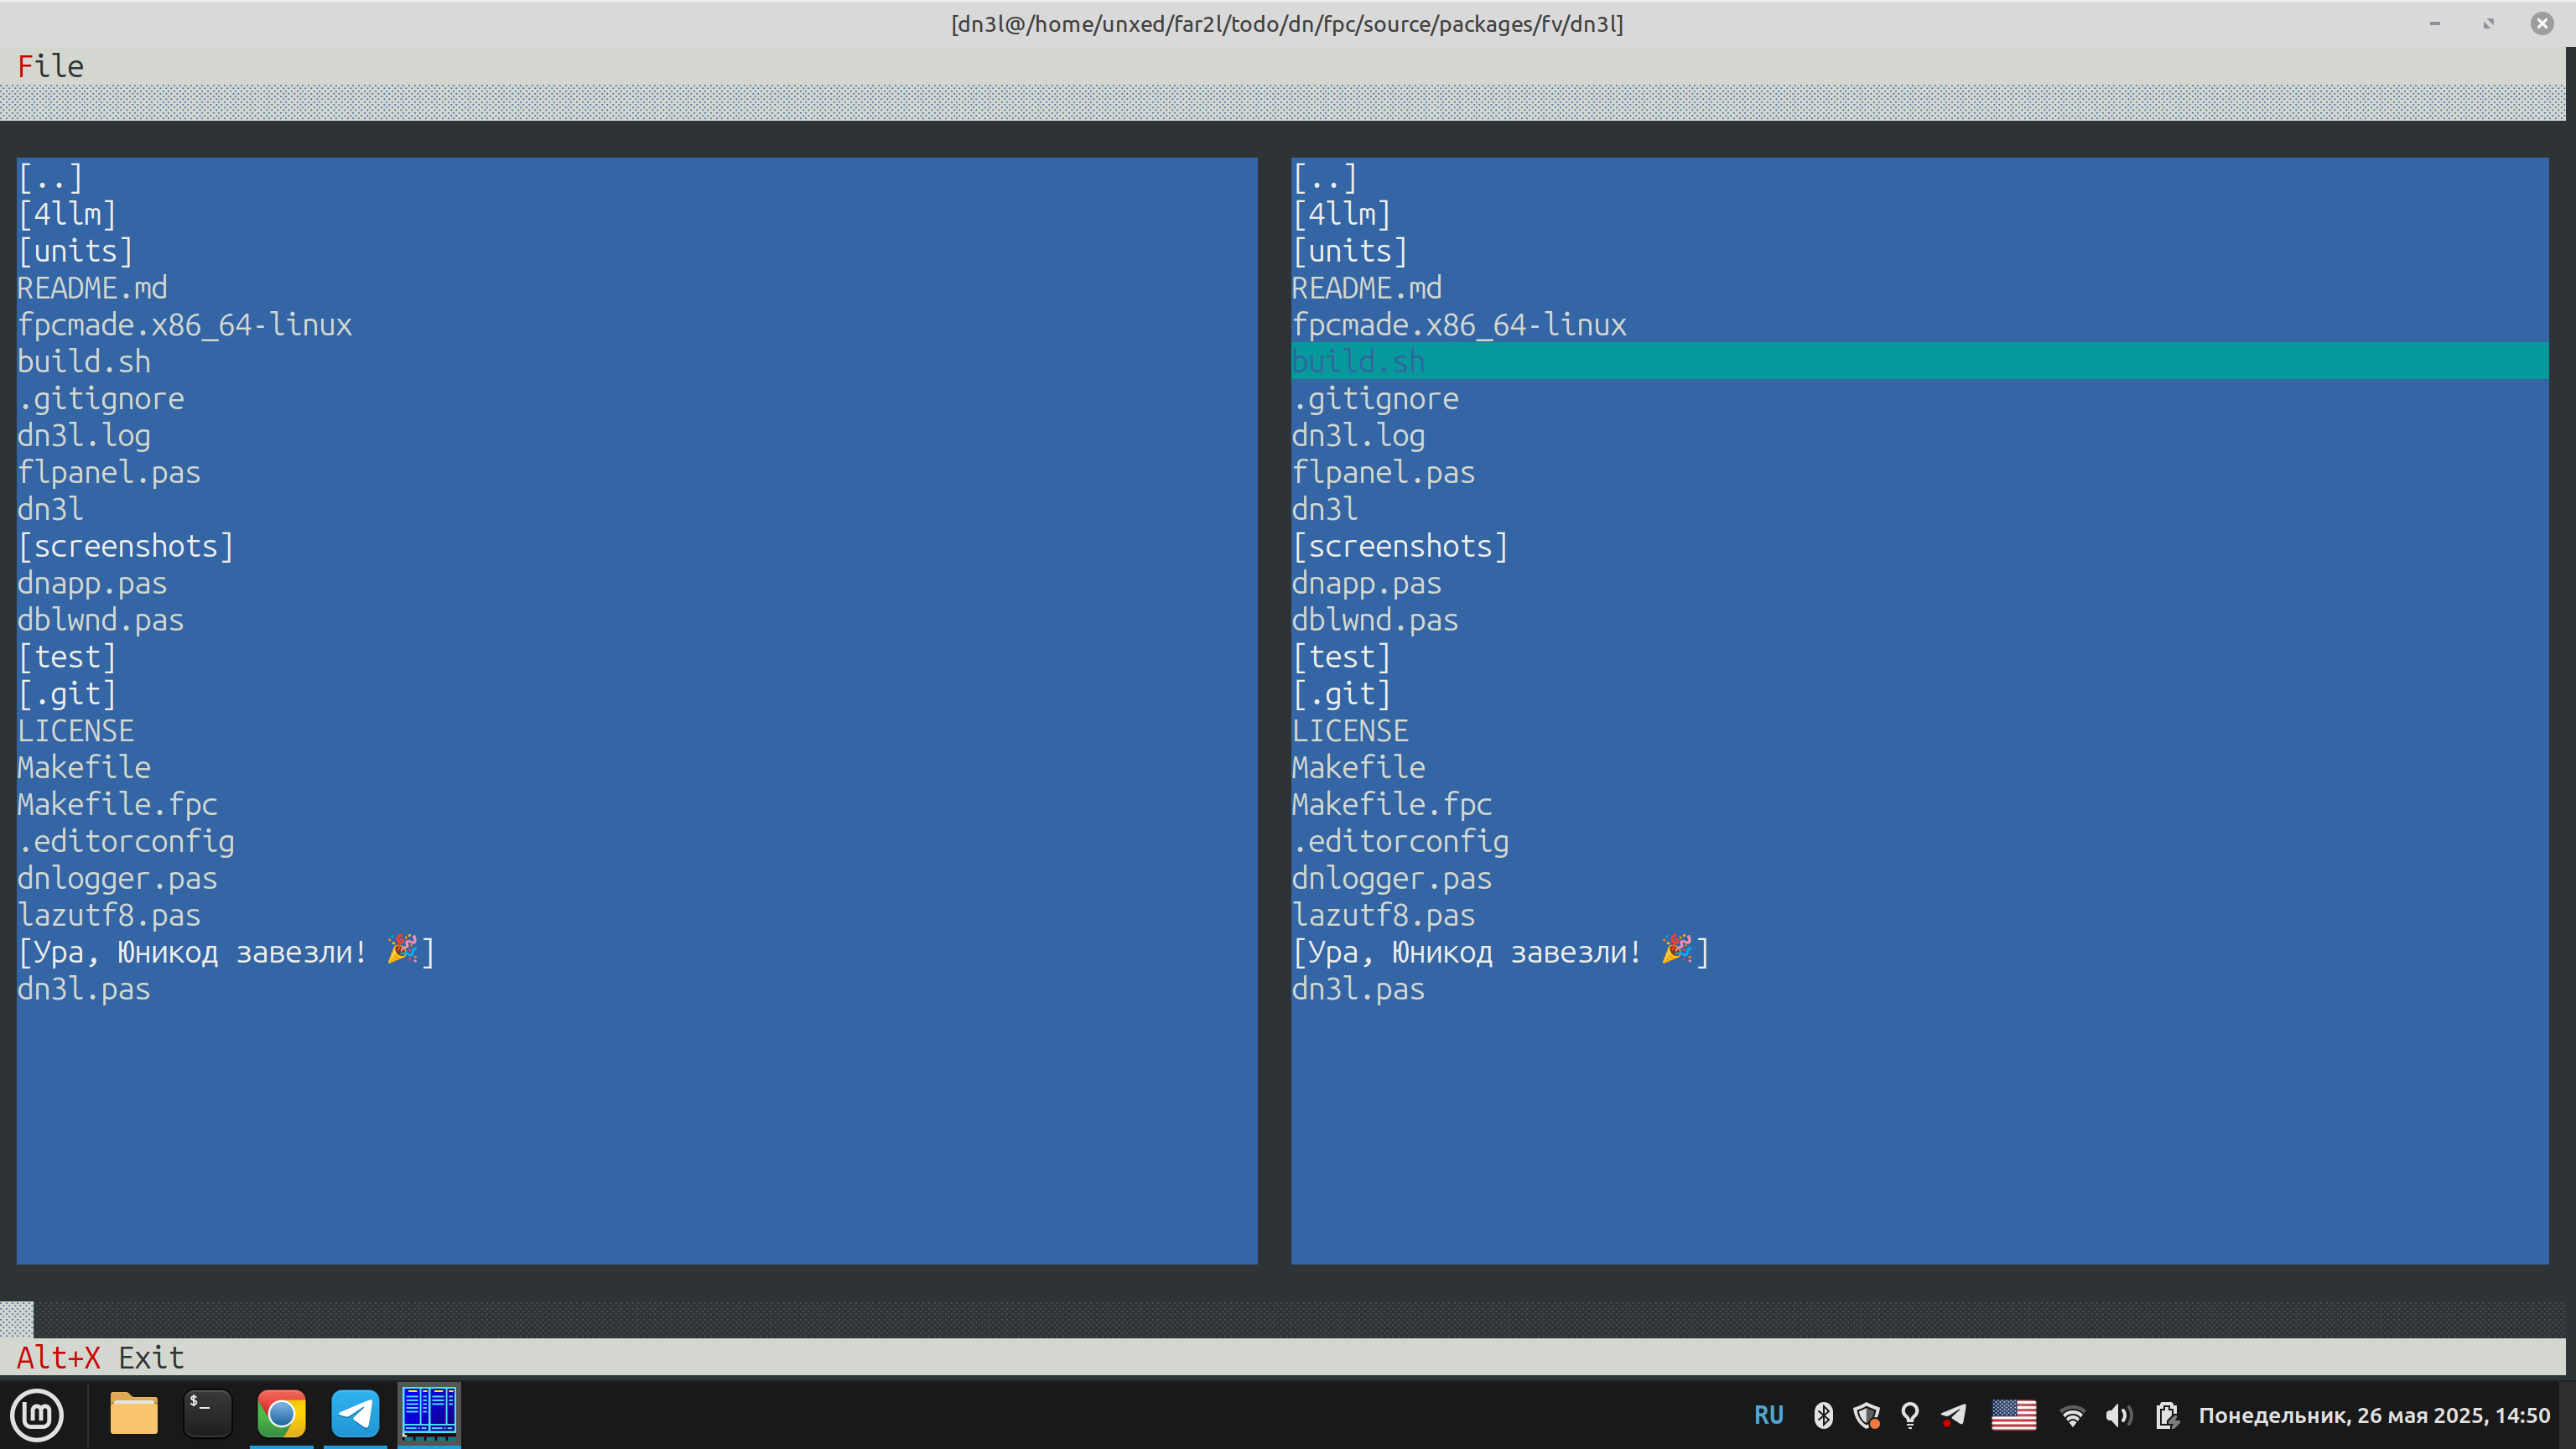 [dn3l@/home/unxed/far2l/todo/dn/fpc/source/packages/fv/dn3l]
File
[..]
[4llm]
[units]
README.md
fpcmade.x86_64-linux
build.sh
.gitignore
dn3l.log
flpanel.pas
dn3l
[screenshots]
dnapp.pas
dblwnd.pas
[test]
[.git]
LICENSE
Makefile
Makefile.fpc
.editorconfig
dnlogger.pas
lazutf8.pas
[Ура, Юникод завезли! 🎉]
dn3l.pas
[..]
[4llm]
[units]
README.md
fpcmade.x86_64-linux
build.sh
.gitignore
dn3l.log
flpanel.pas
dn3l
[screenshots]
dnapp.pas
dblwnd.pas
[test]
[.git]
LICENSE
Makefile
Makefile.fpc
.editorconfig
dnlogger.pas
lazutf8.pas
[Ура, Юникод завезли! 🎉]
dn3l.pas
Alt+X Exit
$_
RU
Понедельник, 26 мая 2025, 14:50